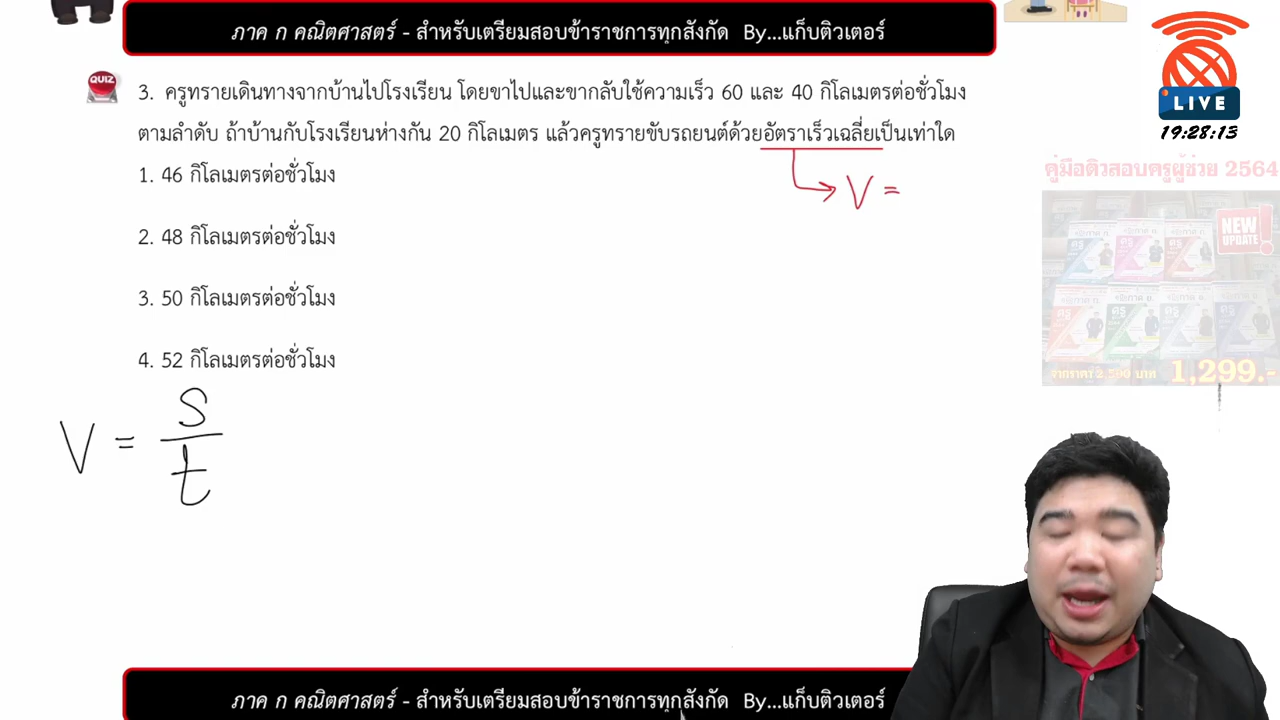 ภาค ก คณิตศาสตร์ - สำหรับเตรียมสอบข้าราชการทุกสังกัด By...แก็บติวเตอร์
LIVE
19:28:13
QUIZ
3. ครูทรายเดินทางจากบ้านไปโรงเรียน โดยขาไปและขากลับใช้ความเร็ว 60 และ 40 กิโลเมตรต่อชั่วโมง
ตามลำดับ ถ้าบ้านกับโรงเรียนห่างกัน 20 กิโลเมตร แล้วครูทรายขับรถยนต์ด้วยอัตราเร็วเฉลี่ยเป็นเท่าใด
1. 46 กิโลเมตรต่อชั่วโมง
V =
2. 48 กิโลเมตรต่อชั่วโมง
3. 50 กิโลเมตรต่อชั่วโมง
4. 52 กิโลเมตรต่อชั่วโมง
คู่มือติวสอบครูผู้ช่วย 2564
NEW
UPDATE
จากราคา 2,500 บาท 1,299.-
V = s/t
ภาค ก คณิตศาสตร์ - สำหรับเตรียมสอบข้าราชการทุกสังกัด By...แก็บติวเตอร์